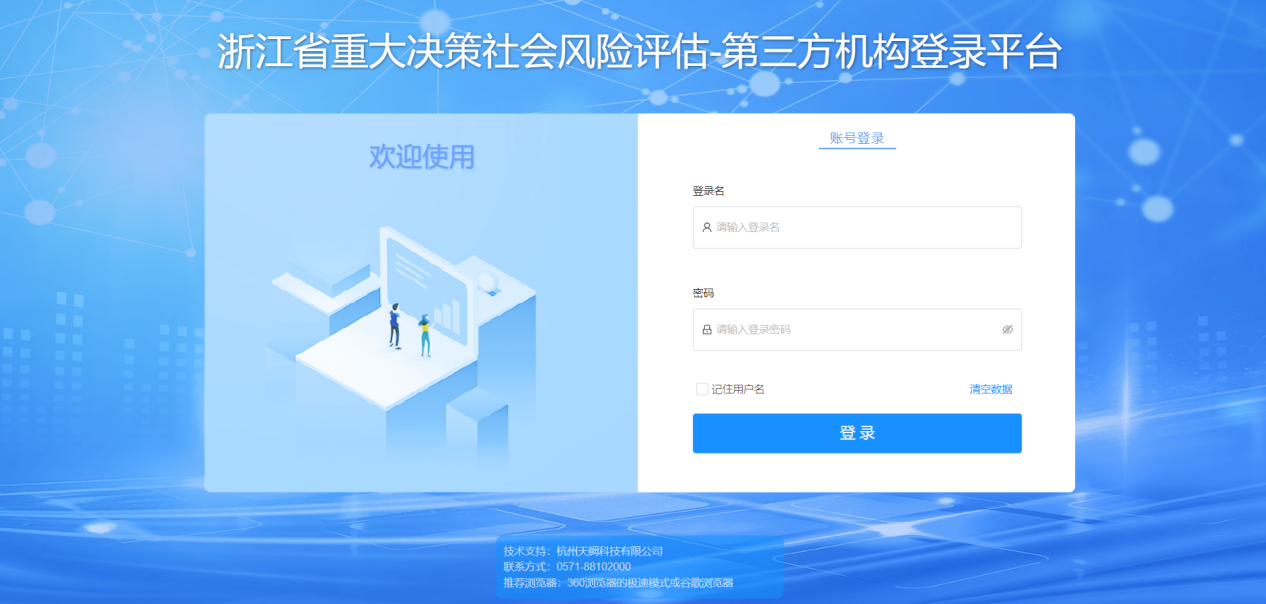 浙江省重大决策社会风险评估-第三方机构登录平台
欢迎使用
账号登录
登录名
请输入登录名
密码
请输入登录密码
记住用户名
清空数据
登 录
技术支持：杭州天阙科技有限公司
联系方式：0571-88102000
推荐浏览器：360浏览器的极速模式或谷歌浏览器